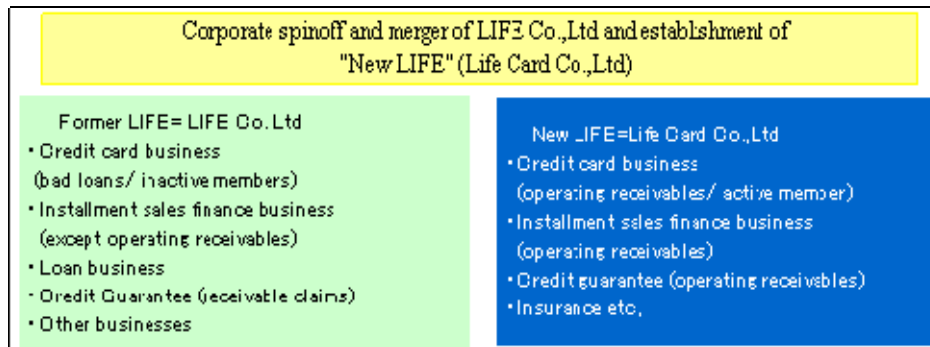 Corporate spinoff and merger of LIFE Co.,Ltd and establishment of
"New LIFE" (Life Card Co.,Ltd)
Former LIFE= LIFE Co.Ltd
・Credit card business
(bad loans/ inactive members)
・Installment sales finance business
(except operating receivables)
・Loan business
・Credit Guarantee (receivable claims)
・Other businesses
New LIFE=Life Card Co.,Ltd
・Credit card business
(operating receivables/ active member)
・Installment sales finance business
(operating receivables)
・Credit guarantee (operating receivables)
・Insurance etc,